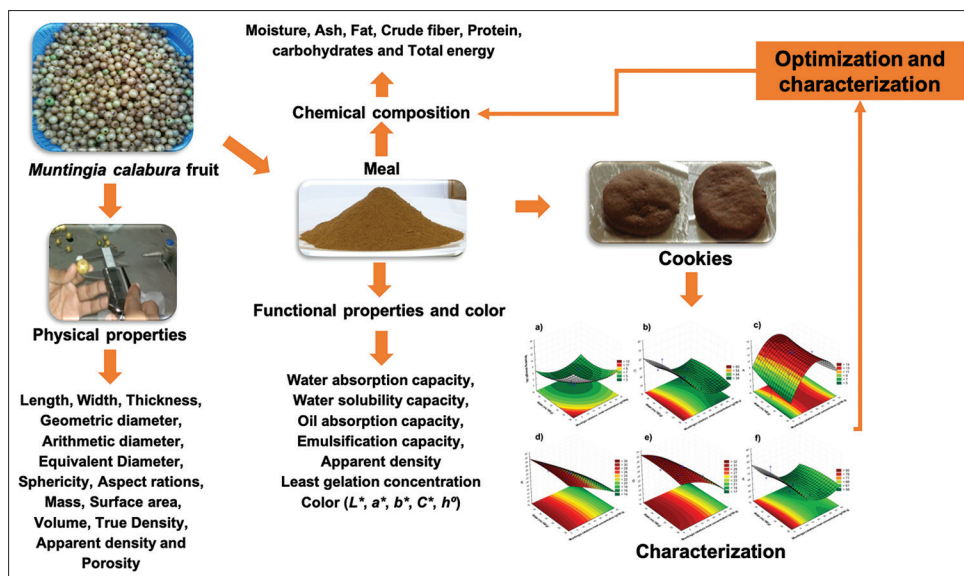 Moisture, Ash, Fat, Crude fiber, Protein,
carbohydrates and Total energy
Optimization and
characterization
Chemical composition
Meal
Muntingia calabura fruit
Cookies
Physical properties
Functional properties and color
Length, Width, Thickness,
Geometric diameter,
Arithmetic diameter,
Equivalent Diameter,
Sphericity, Aspect rations,
Mass, Surface area,
Volume, True Density,
Apparent density and
Porosity
Water absorption capacity,
Water solubility capacity,
Oil absorption capacity,
Emulsification capacity,
Apparent density
Least gelation concentration
Color (L*, a*, b*, C*, hº)
a)
b)
c)
d)
e)
f)
Characterization